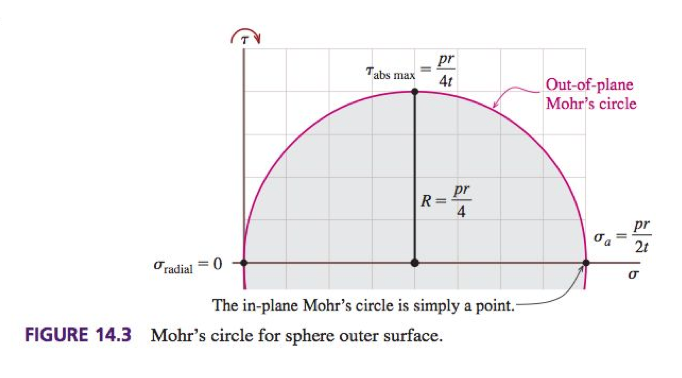 τ
τabs max = pr/4t
Out-of-plane
Mohr's circle
R = pr/4
σa = pr/2t
σradial = 0
σ
The in-plane Mohr's circle is simply a point.
FIGURE 14.3 Mohr's circle for sphere outer surface.